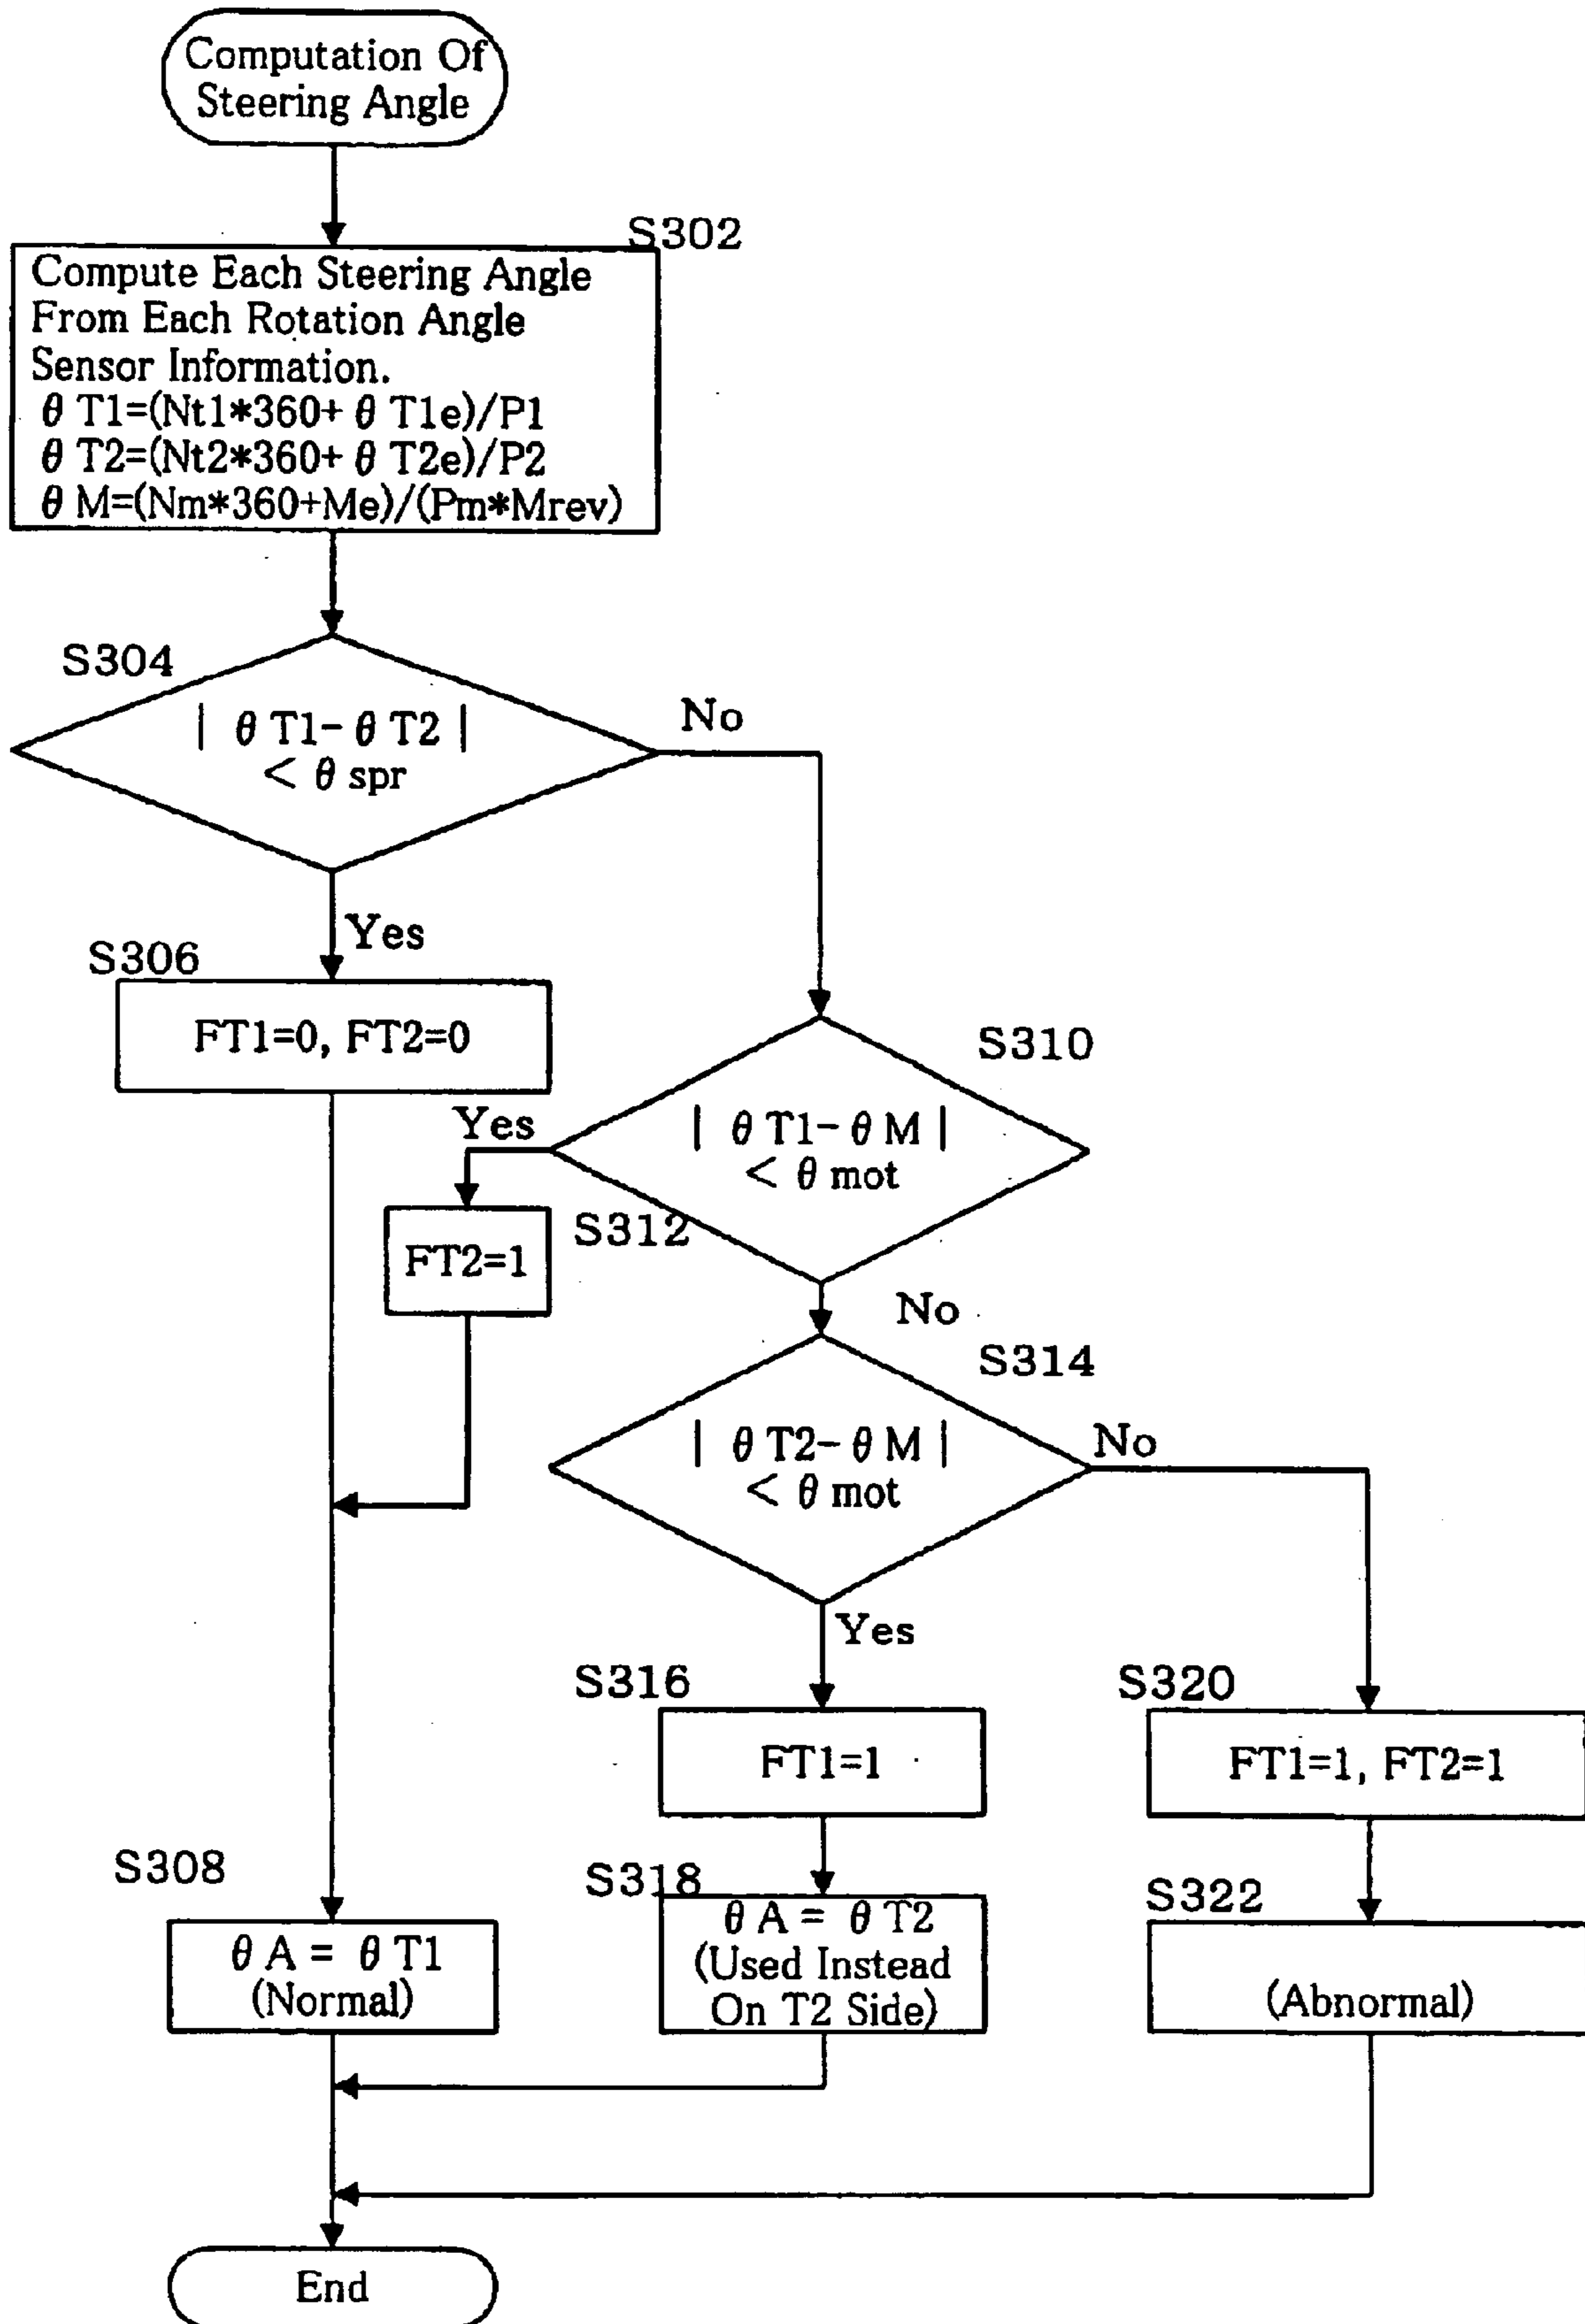 Computation Of
Steering Angle
S302
Compute Each Steering Angle
From Each Rotation Angle
Sensor Information.
θ T1=(Nt1*360+ θ T1e)/P1
θ T2=(Nt2*360+ θ T2e)/P2
θ M=(Nm*360+Me)/(Pm*Mrev)
S304
| θ T1- θ T2 |
< θ spr
No
Yes
S306
FT1=0, FT2=0
S310
| θ T1- θ M |
< θ mot
Yes
S312
FT2=1
No
S314
| θ T2- θ M |
< θ mot
No
Yes
S316
FT1=1
S320
FT1=1, FT2=1
S308
θ A = θ T1
(Normal)
S318
θ A = θ T2
(Used Instead
On T2 Side)
S322
(Abnormal)
End